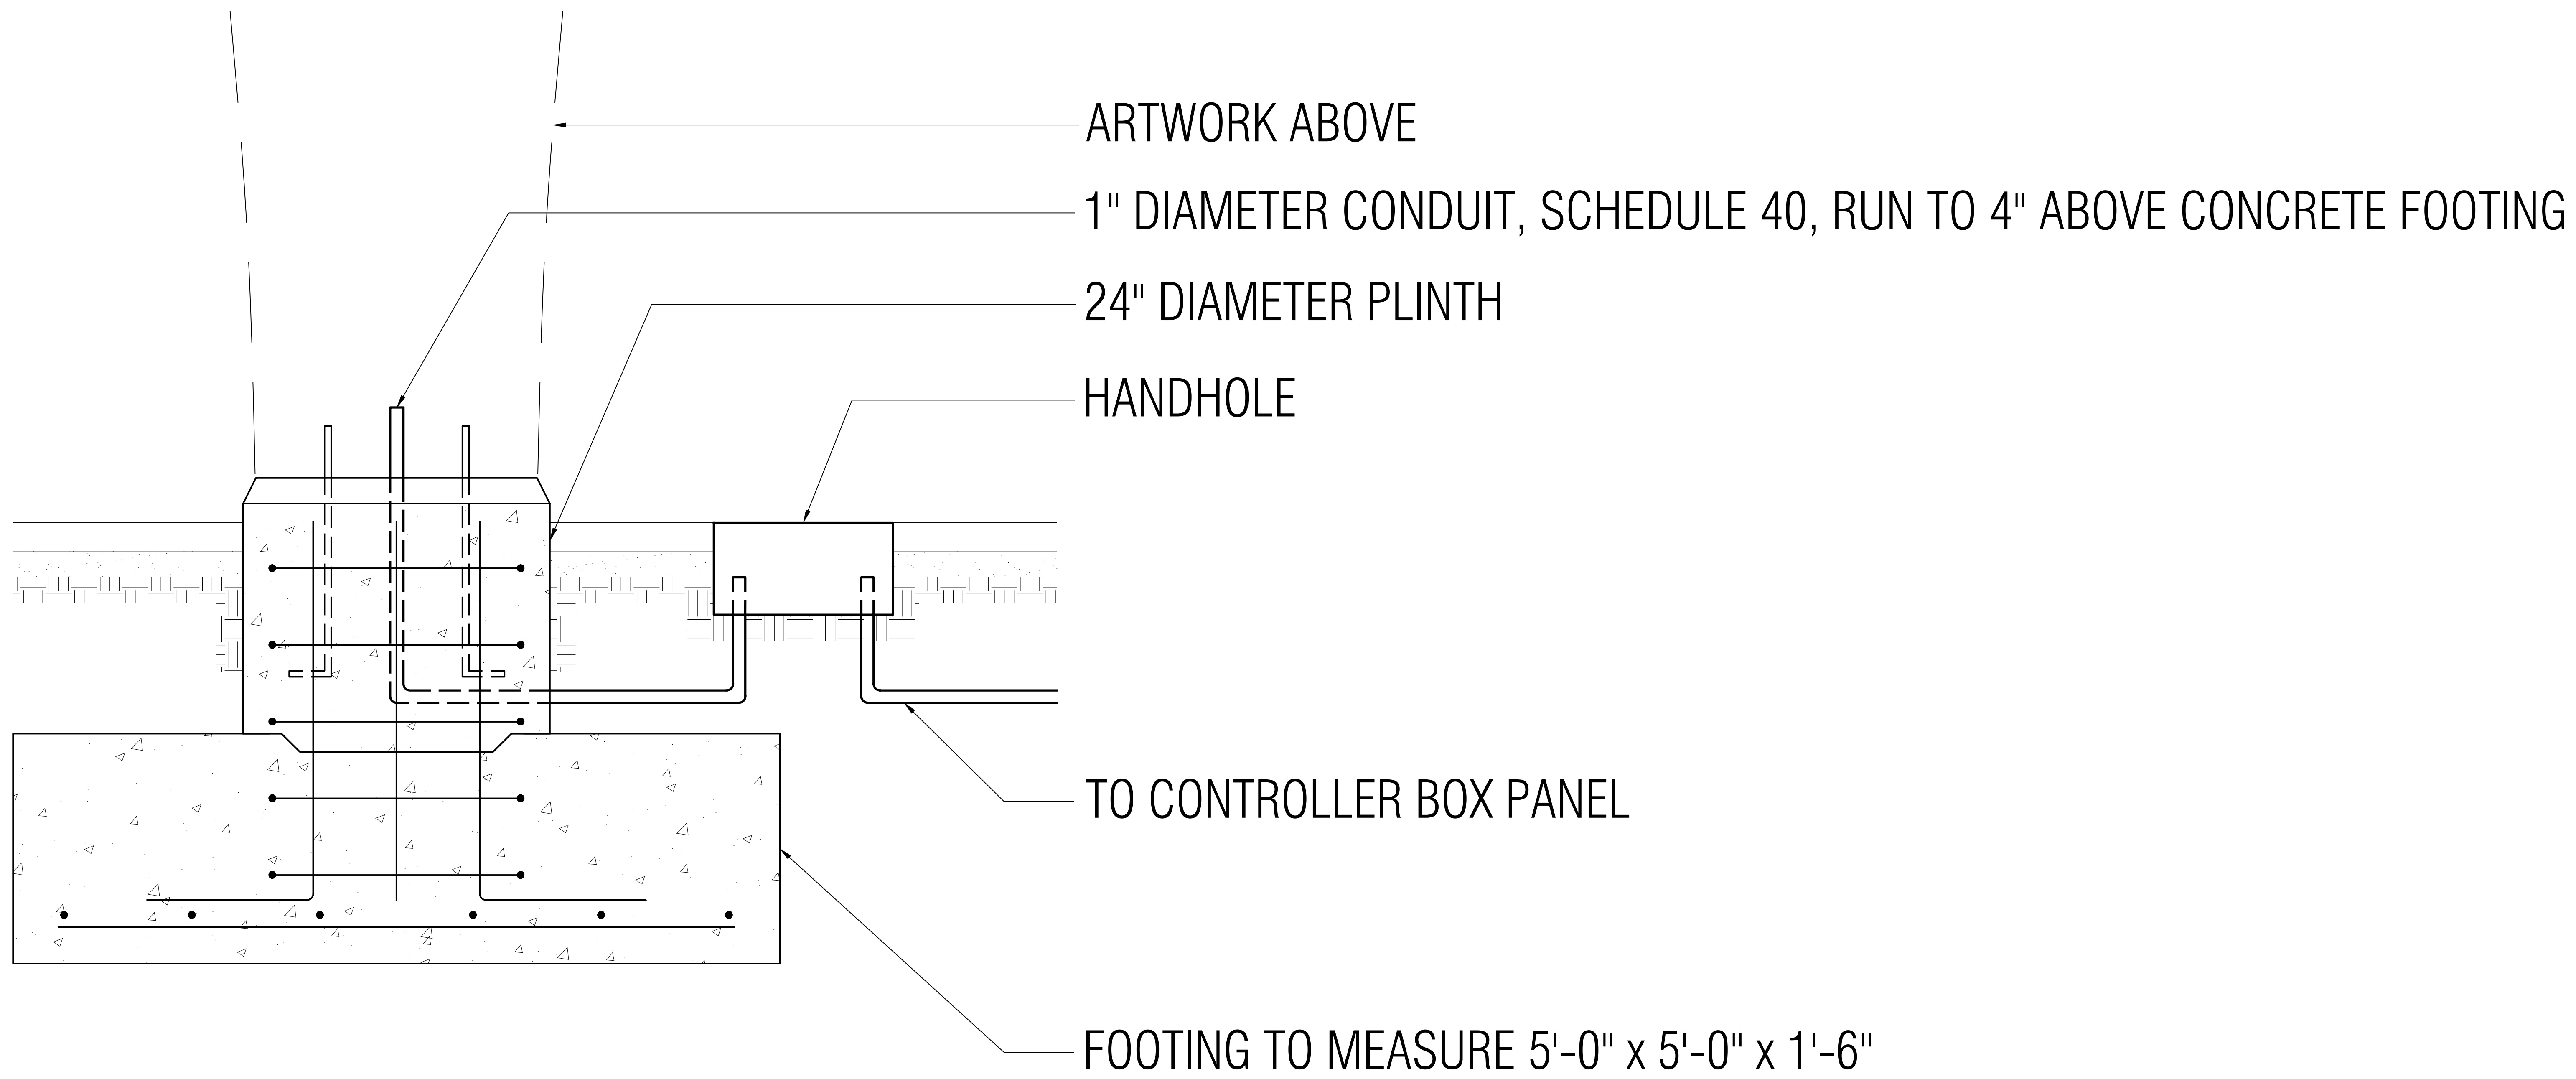 ARTWORK ABOVE
1" DIAMETER CONDUIT, SCHEDULE 40, RUN TO 4" ABOVE CONCRETE FOOTING
24" DIAMETER PLINTH
HANDHOLE
TO CONTROLLER BOX PANEL
FOOTING TO MEASURE 5'-0" x 5'-0" x 1'-6"